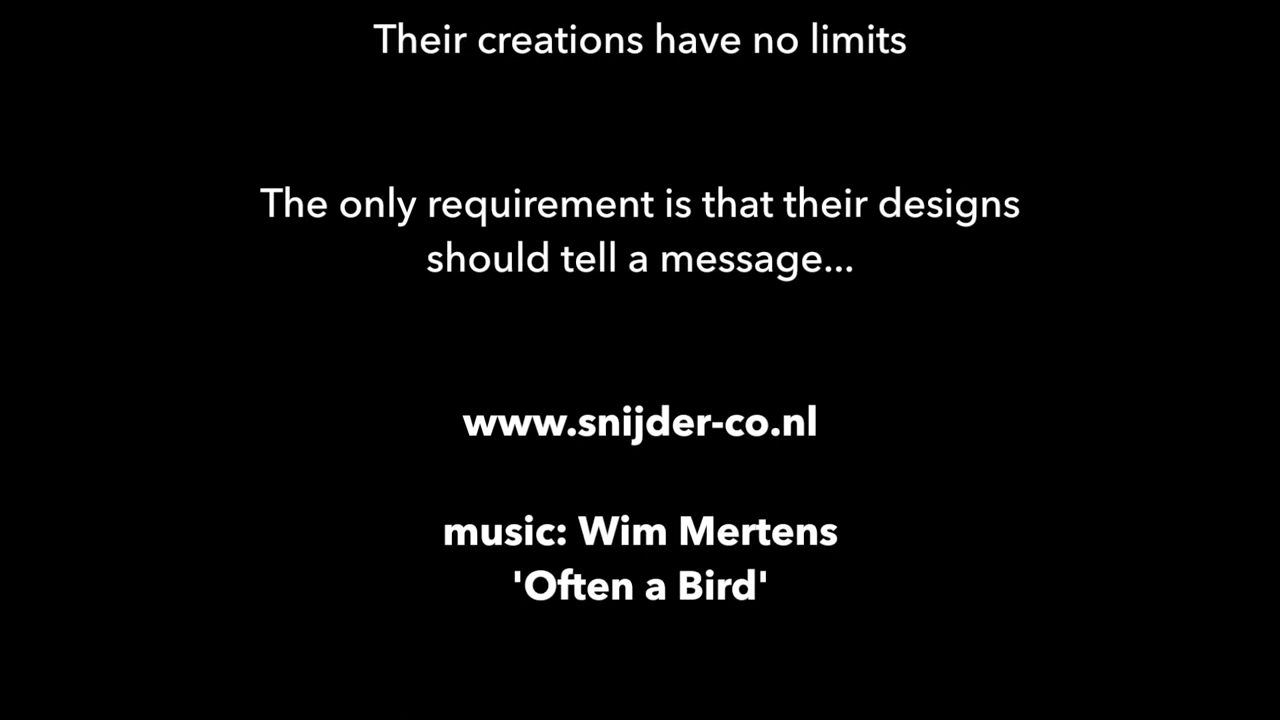 Their creations have no limits
The only requirement is that their designs
should tell a message...
www.snijder-co.nl
music: Wim Mertens
'Often a Bird'